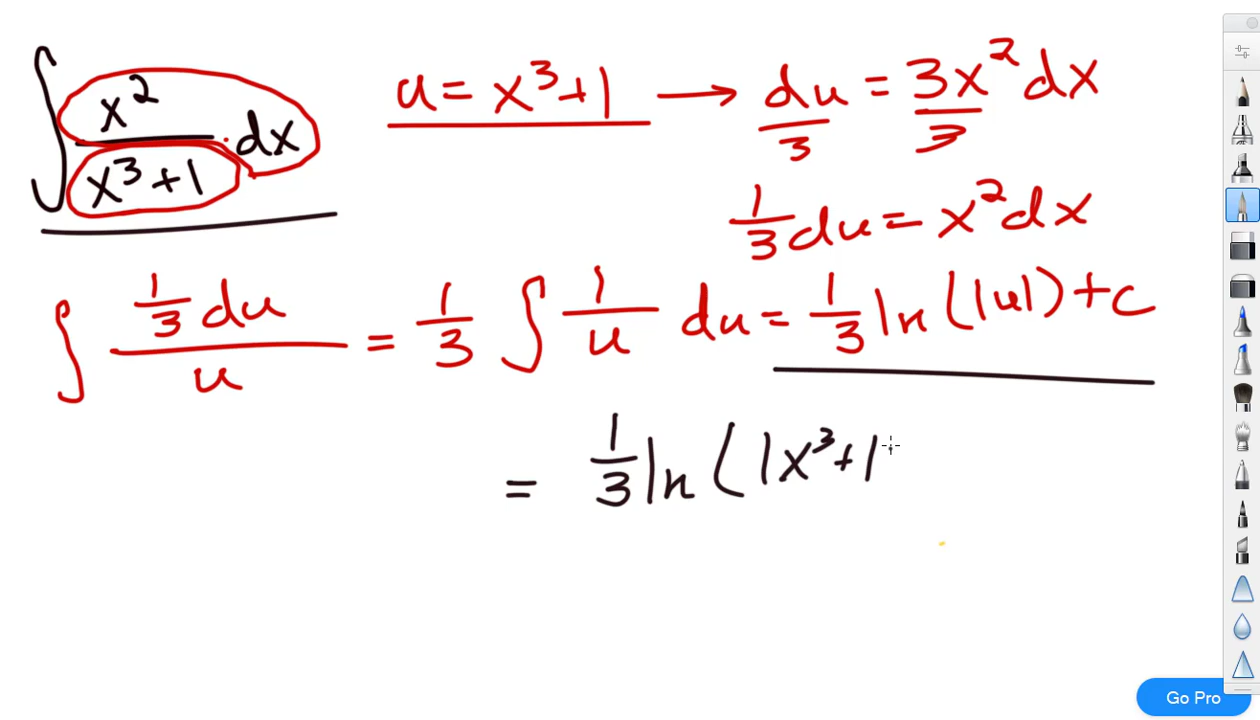 ∫ x²/(x³+1) · dx   u = x³+1 → du/3 = 3x²/3 dx
1/3 du = x² dx
∫ (1/3 du)/u = 1/3 ∫ 1/u du = 1/3 ln (|u|) + c
= 1/3 ln ( |x³+1
Go Pro